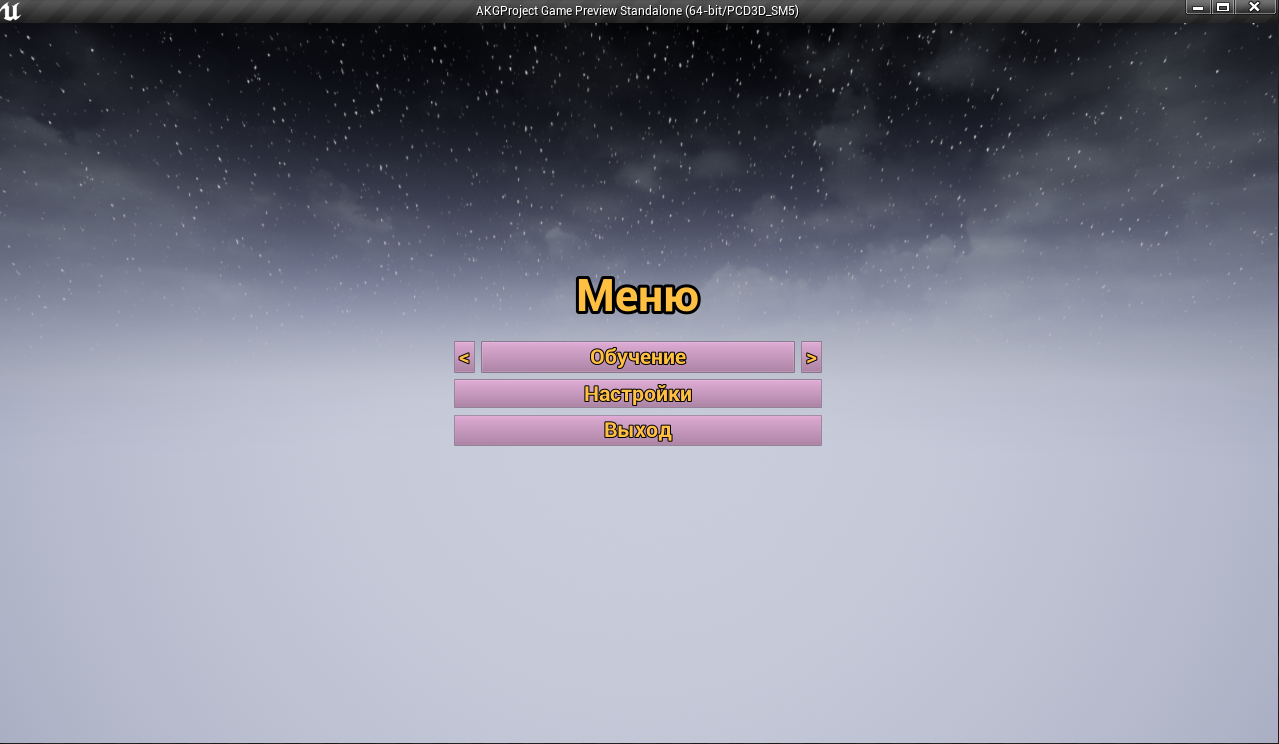 AKGProject Game Preview Standalone (64-bit/PCD3D_SM5)
Меню
< Обучение >
Настройки
Выход